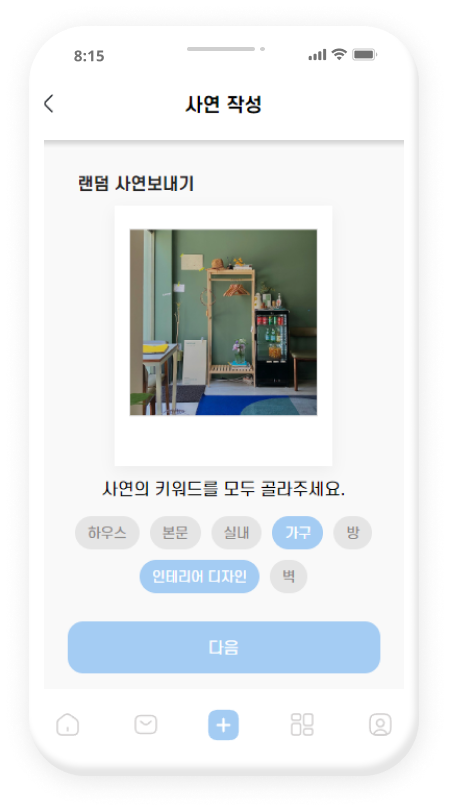 8:15
사연 작성
랜덤 사연보내기
사연의 키워드를 모두 골라주세요.
하우스 본문 실내 가구 방
인테리어 디자인 벽
다음